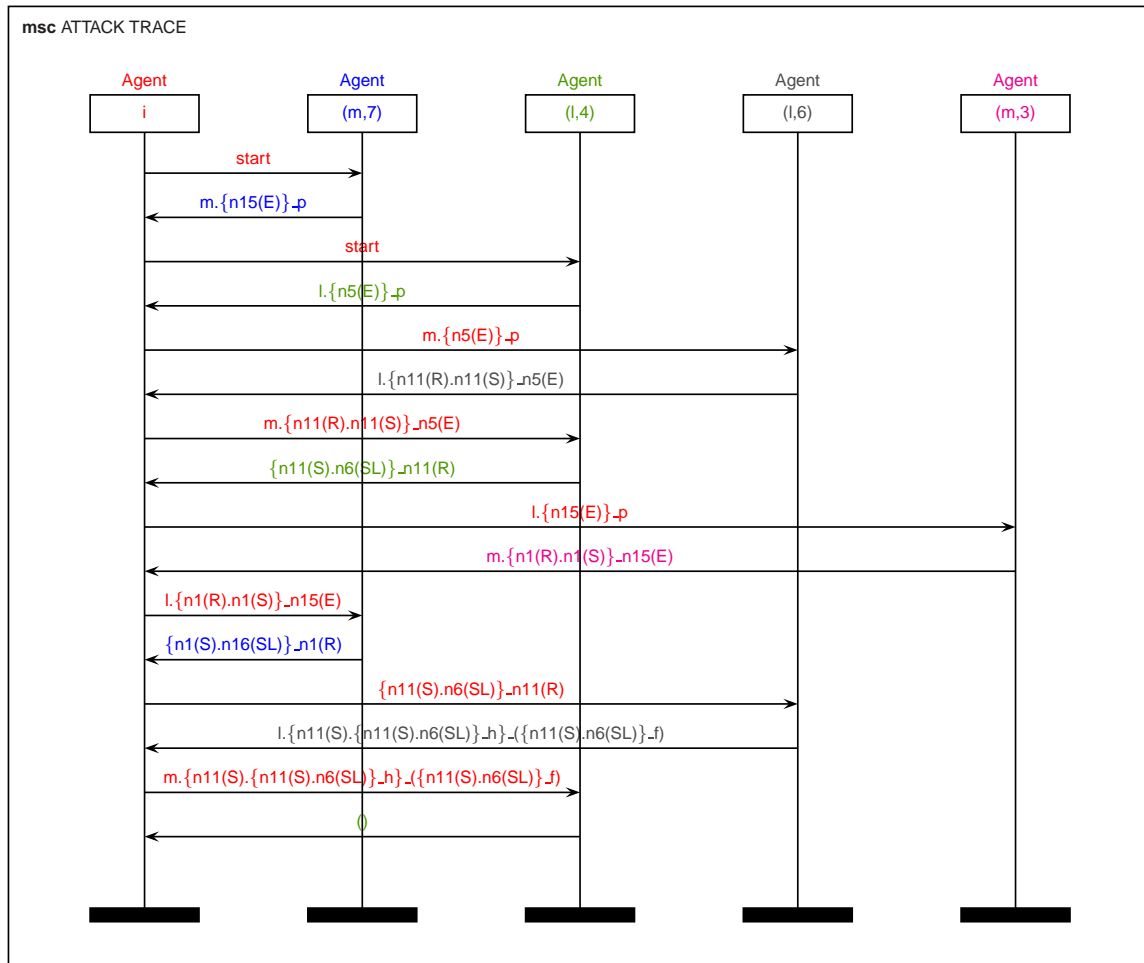 msc ATTACK TRACE
Agent Agent Agent Agent Agent
i (m,7) (l,4) (l,6) (m,3)
start
m.{n15(E)}_p
start
l.{n5(E)}_p
m.{n5(E)}_p
l.{n11(R).n11(S)}_n5(E)
m.{n11(R).n11(S)}_n5(E)
{n11(S).n6(SL)}_n11(R)
l.{n15(E)}_p
m.{n1(R).n1(S)}_n15(E)
l.{n1(R).n1(S)}_n15(E)
{n1(S).n16(SL)}_n1(R)
{n11(S).n6(SL)}_n11(R)
l.{n11(S).{n11(S).n6(SL)}_h}_({n11(S).n6(SL)}_f)
m.{n11(S).{n11(S).n6(SL)}_h}_({n11(S).n6(SL)}_f)
()